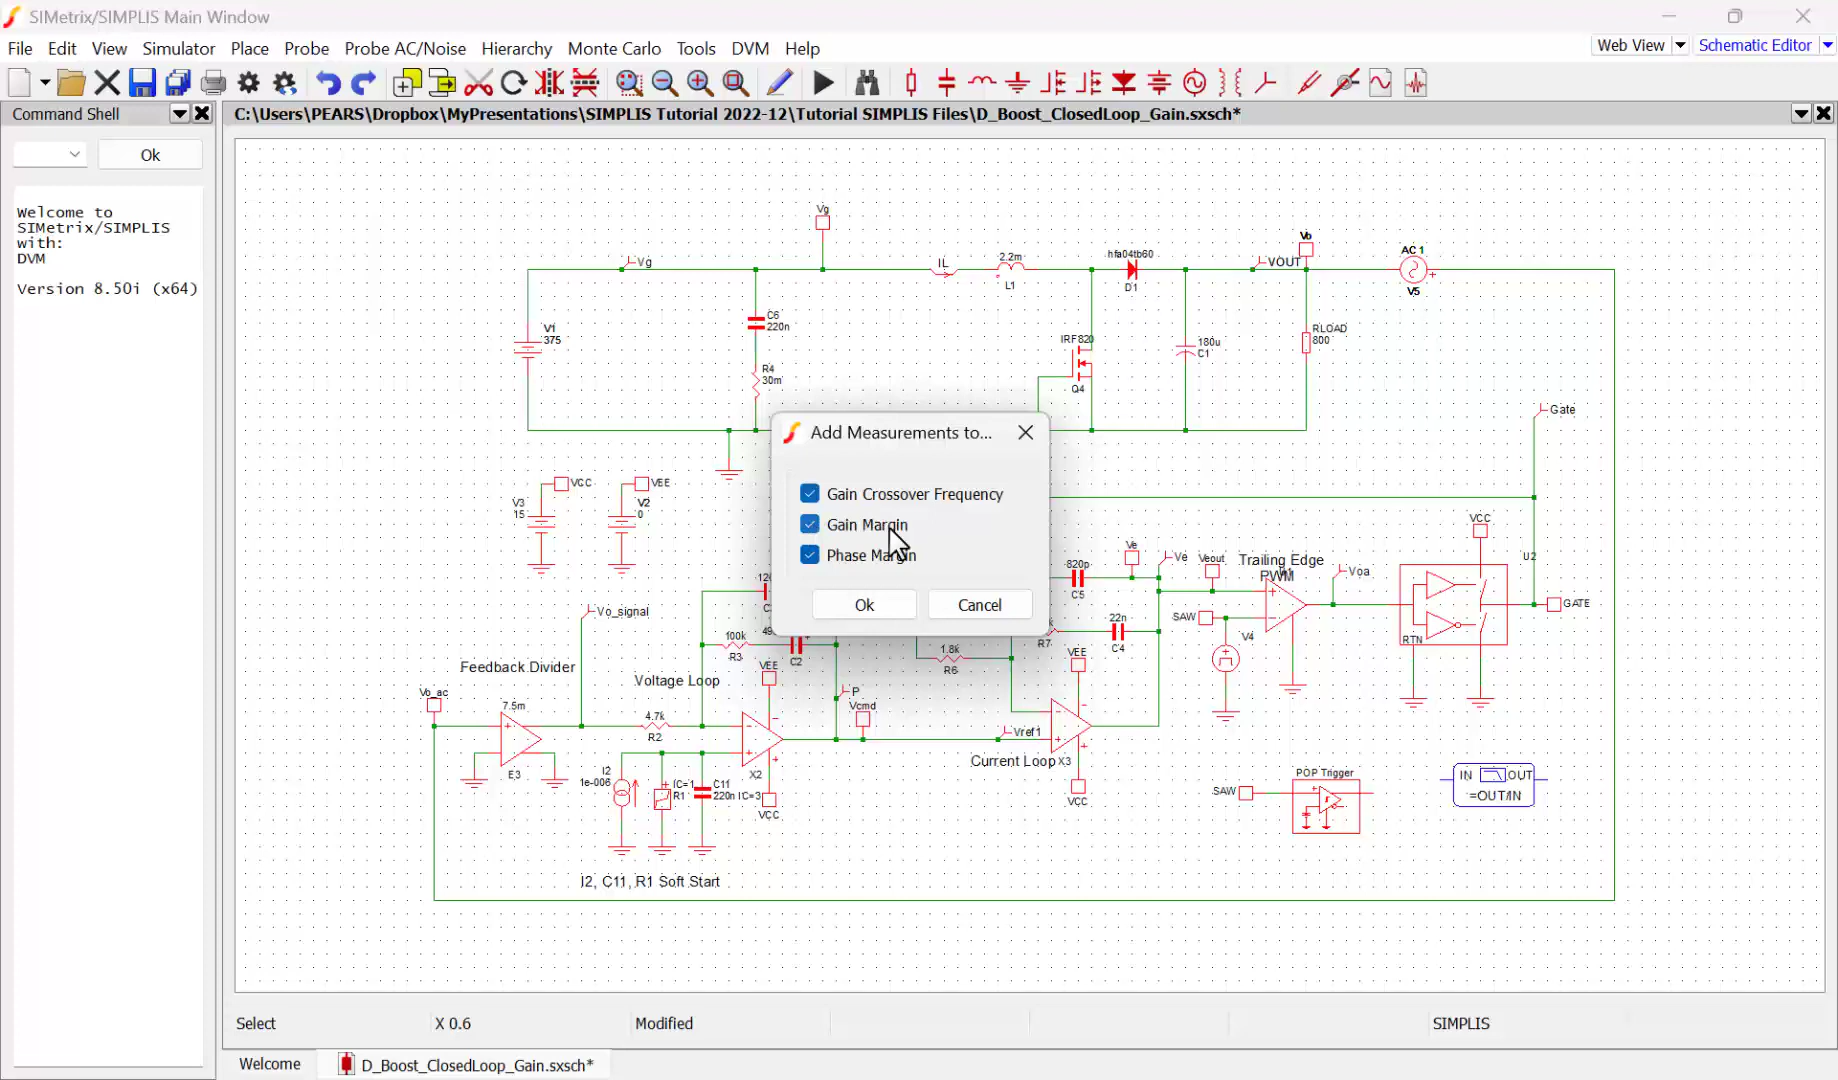 SIMetrix/SIMPLIS Main Window
File Edit View Simulator Place Probe Probe AC/Noise Hierarchy Monte Carlo Tools DVM Help
Web View Schematic Editor
Command Shell
C:\Users\PEARS\Dropbox\MyPresentations\SIMPLIS Tutorial 2022-12\Tutorial SIMPLIS Files\D_Boost_ClosedLoop_Gain.sxsch*
Ok
Welcome to
SIMetrix/SIMPLIS
with:
DVM
Version 8.50i (x64)
Vg
Vg
IL
2.2m
L1
hfa04tb60
D1
VOUT
Vo
AC 1
V5
V1
375
C6
220n
R4
30m
IRF820
Q4
180u
C1
RLOAD
800
Gate
Add Measurements to...
Gain Crossover Frequency
Gain Margin
Phase Margin
Ok
Cancel
VCC
V3
15
VEE
V2
0
Vo_signal
Feedback Divider
Vo_ac
7.5m
E3
Voltage Loop
100k
R3
C2
VEE
4.7k
R2
X2
VCC
I2
1e-006
IC=1
R1
C11
220n IC=3
I2, C11, R1 Soft Start
P
Vcmd
1.8k
R6
Vref1
Current Loop X3
VEE
VCC
R7
820p
C5
22n
C4
Ve
Ve
Veout
Trailing Edge
PWM
SAW
V4
Voa
VCC
U2
RTN
GATE
POP Trigger
SAW
IN OUT
=OUT/IN
Select X 0.6 Modified SIMPLIS
Welcome D_Boost_ClosedLoop_Gain.sxsch*